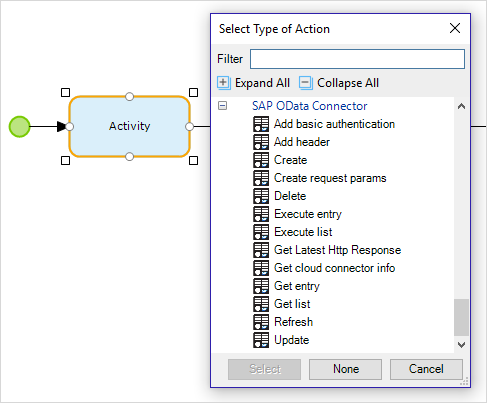 Select Type of Action
Filter
Expand All Collapse All
Activity
SAP OData Connector
Add basic authentication
Add header
Create
Create request params
Delete
Execute entry
Execute list
Get Latest Http Response
Get cloud connector info
Get entry
Get list
Refresh
Update
Select None Cancel